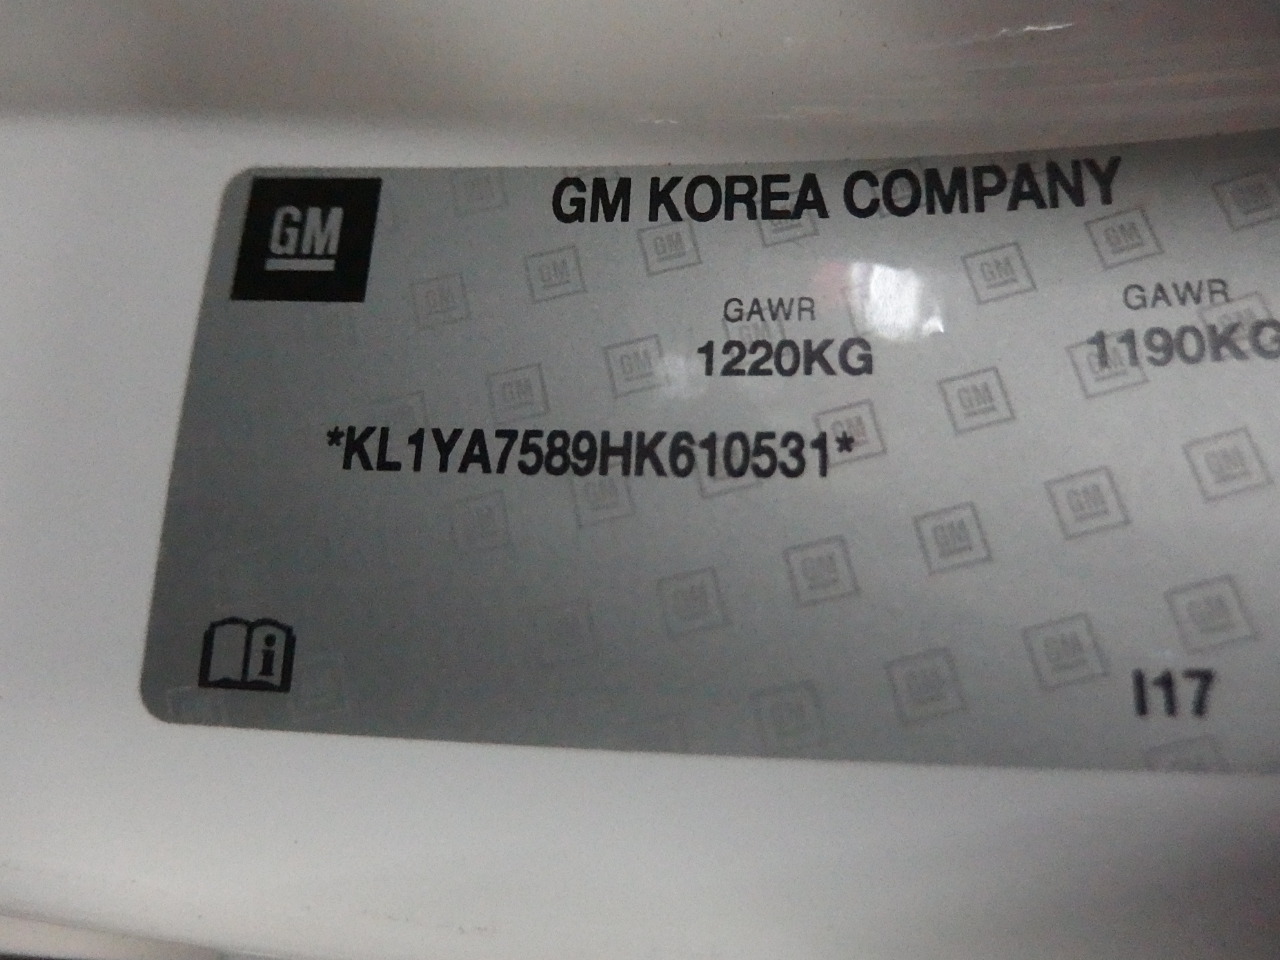 GM
GM KOREA COMPANY
GAWR GAWR
1220KG 1190KG
*KL1YA7589HK610531*
i
I17